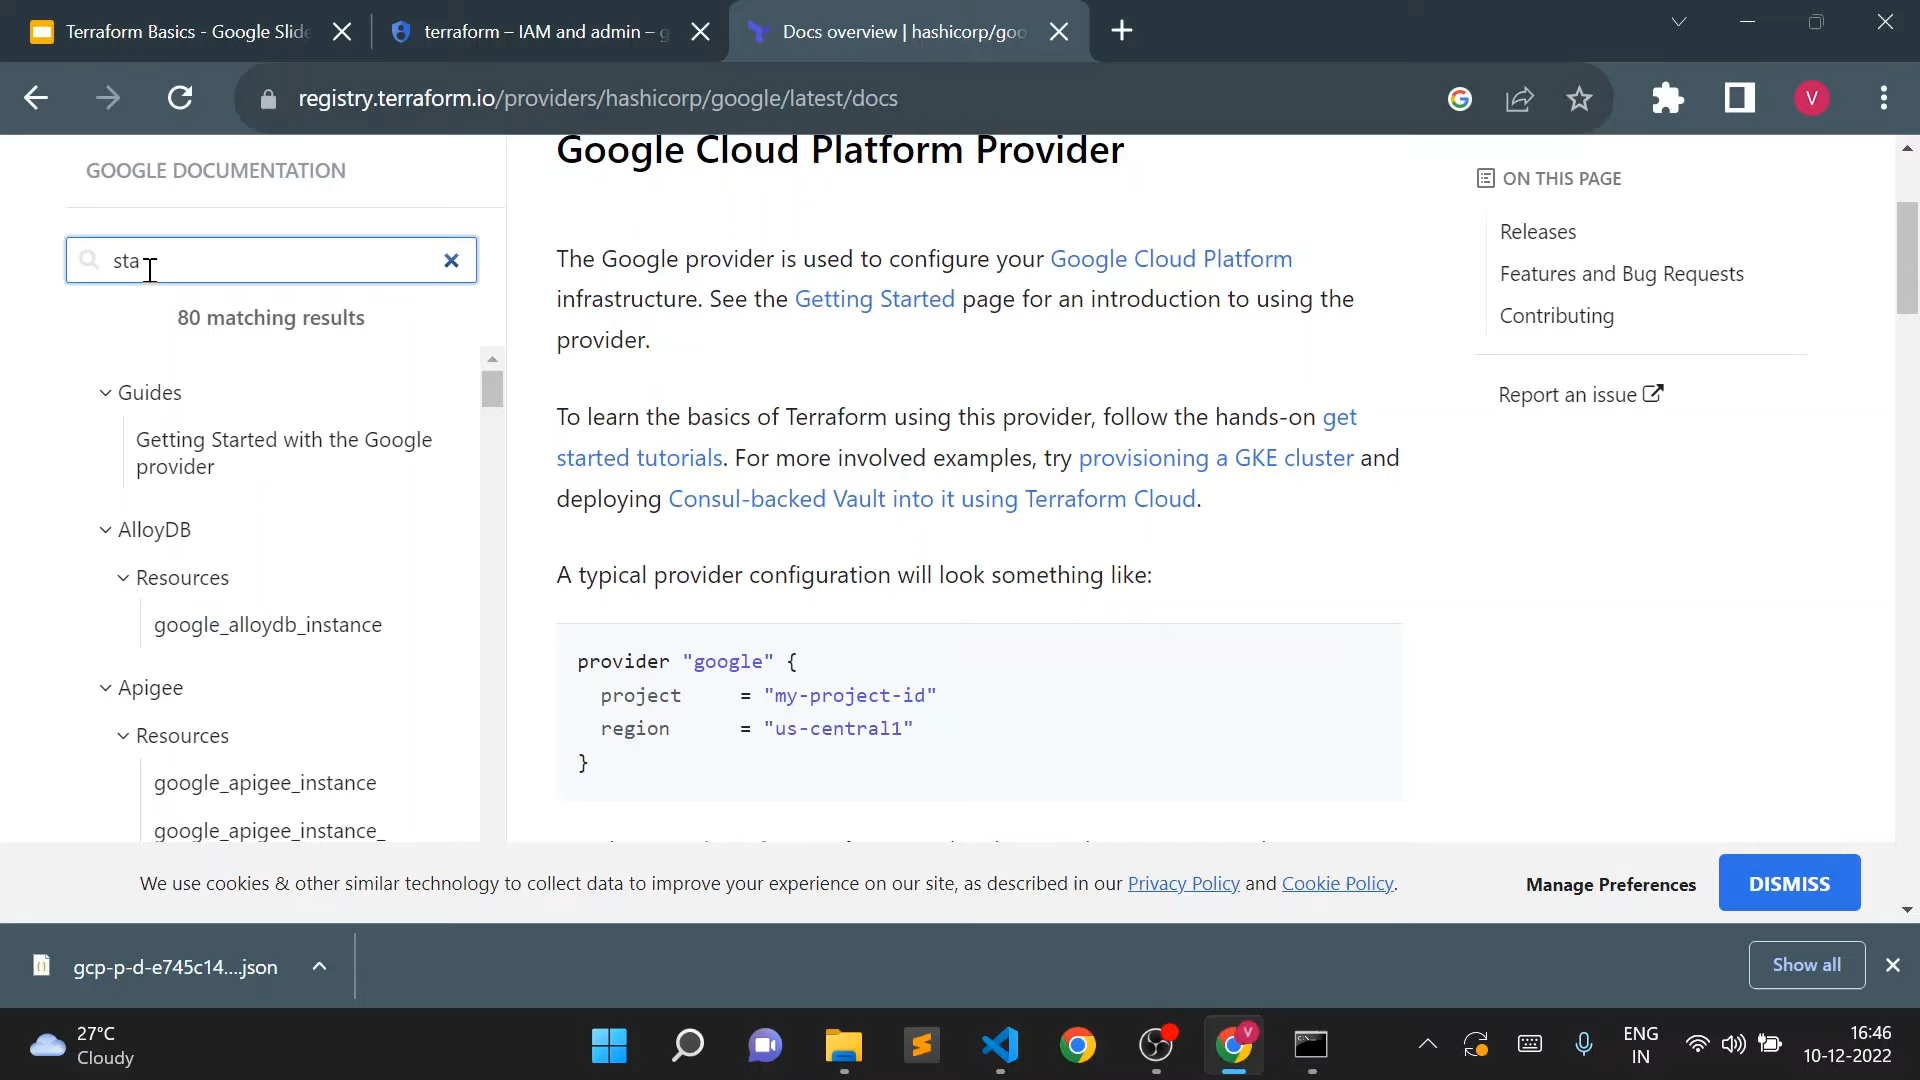 Terraform Basics - Google Slide
terraform – IAM and admin – g
Docs overview | hashicorp/goo
registry.terraform.io/providers/hashicorp/google/latest/docs
V
GOOGLE DOCUMENTATION
sta
80 matching results
Guides
Getting Started with the Google
provider
AlloyDB
Resources
google_alloydb_instance
Apigee
Resources
google_apigee_instance
google_apigee_instance_
Google Cloud Platform Provider
The Google provider is used to configure your Google Cloud Platform
infrastructure. See the Getting Started page for an introduction to using the
provider.
To learn the basics of Terraform using this provider, follow the hands-on get
started tutorials. For more involved examples, try provisioning a GKE cluster and
deploying Consul-backed Vault into it using Terraform Cloud.
A typical provider configuration will look something like:
provider "google" {
project = "my-project-id"
region = "us-central1"
}
ON THIS PAGE
Releases
Features and Bug Requests
Contributing
Report an issue
We use cookies & other similar technology to collect data to improve your experience on our site, as described in our Privacy Policy and Cookie Policy.
Manage Preferences
DISMISS
gcp-p-d-e745c14....json
Show all
27°C
Cloudy
V
ENG
IN
16:46
10-12-2022